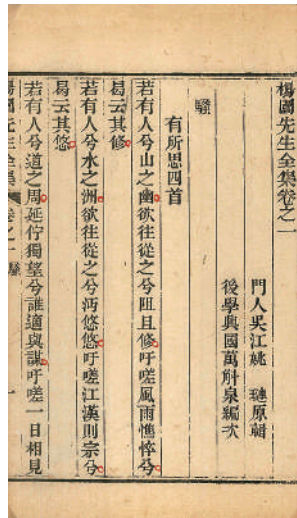 楊園先生全集卷之一
門人吳江姚 璉原輯
後學興國萬斛泉編次
騷
有所思四首
若有人兮山之幽欲往從之兮阻且修吁嗟風雨憔悴兮
曷云其修
若有人兮水之洲欲往從之兮沔悠悠吁嗟江漢則宗兮
曷云其悠
若有人兮道之周延佇獨望兮誰適與謀吁嗟一日相見
楊園先生全集 卷之一 騷 一